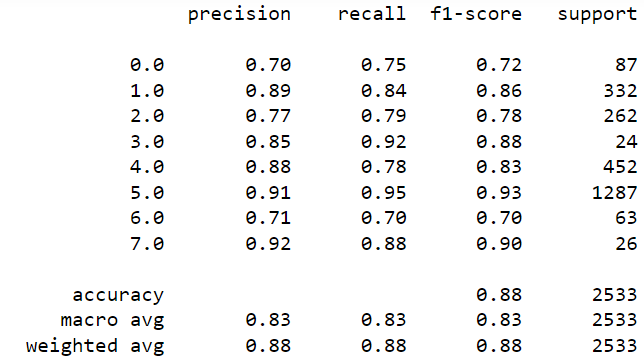 precision recall f1-score support
0.0 0.70 0.75 0.72 87
1.0 0.89 0.84 0.86 332
2.0 0.77 0.79 0.78 262
3.0 0.85 0.92 0.88 24
4.0 0.88 0.78 0.83 452
5.0 0.91 0.95 0.93 1287
6.0 0.71 0.70 0.70 63
7.0 0.92 0.88 0.90 26
accuracy 0.88 2533
macro avg 0.83 0.83 0.83 2533
weighted avg 0.88 0.88 0.88 2533